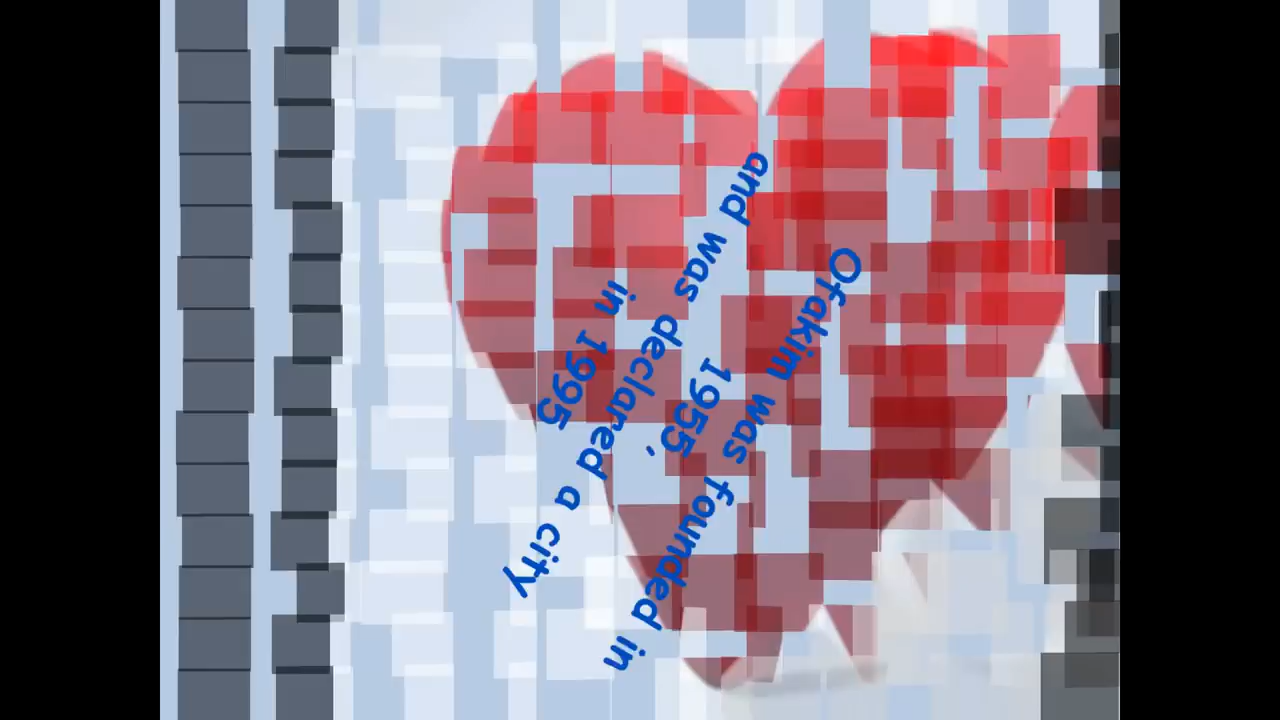 Ofakim was founded in
1955,
and was declared a city
in 1995